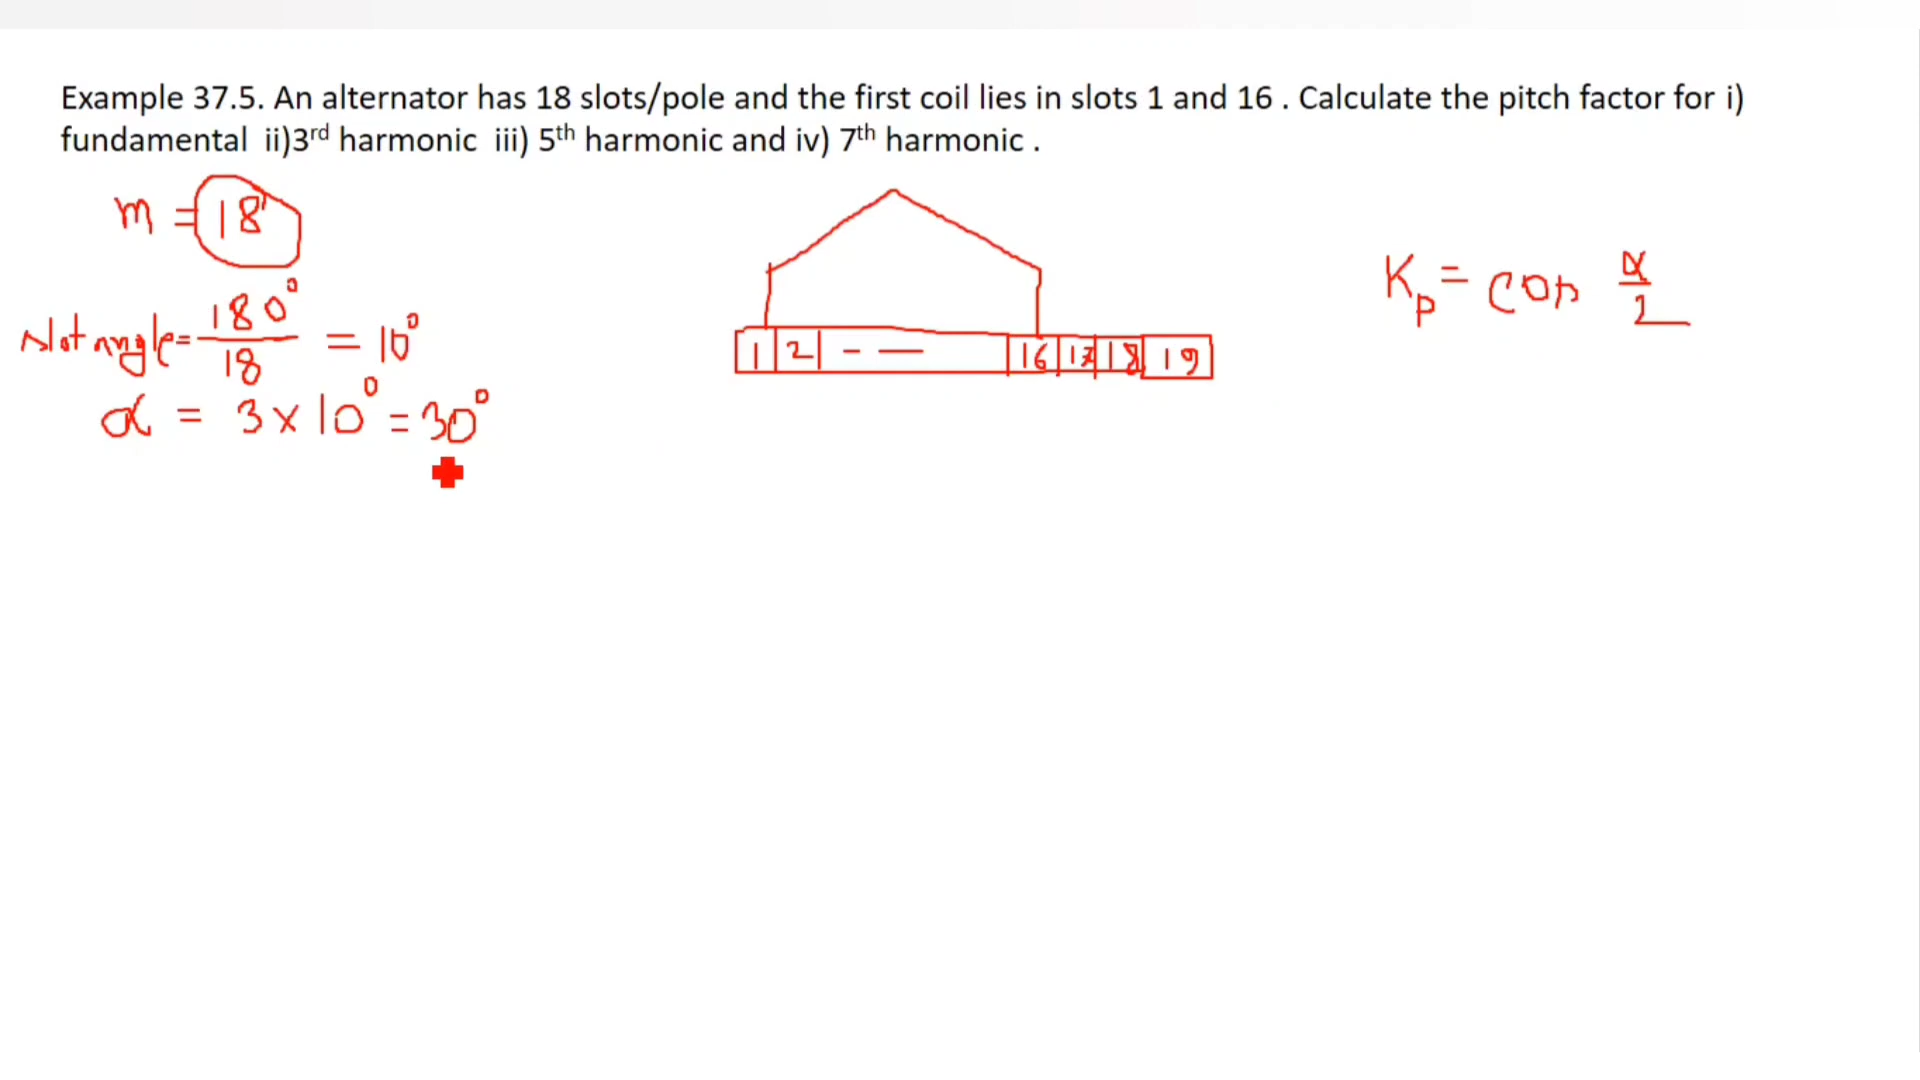 Example 37.5. An alternator has 18 slots/pole and the first coil lies in slots 1 and 16 . Calculate the pitch factor for i)
fundamental ii)3rd harmonic iii) 5th harmonic and iv) 7th harmonic .
m = 18
Slot angle = 180° / 18 = 10°
α = 3 × 10° = 30°
1 2 - — 16 17 18 19
Kp = cos α/2